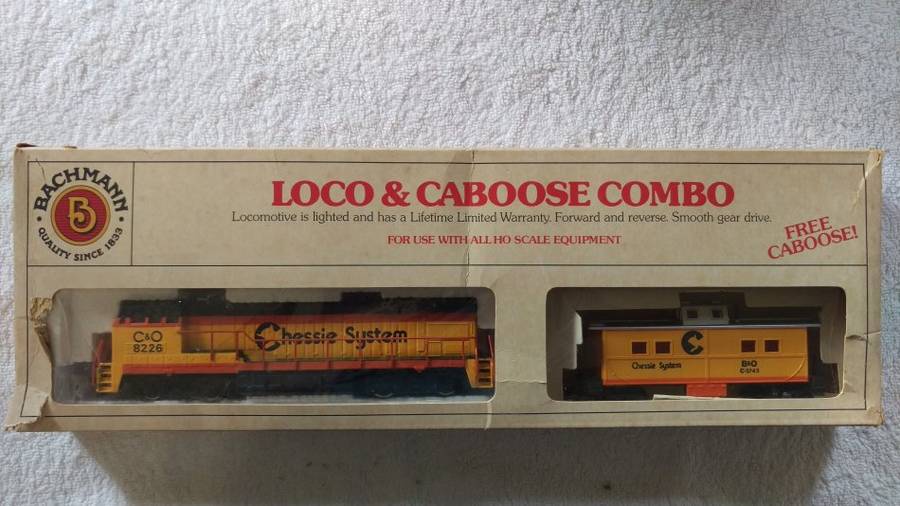 BACHMANN
B
QUALITY SINCE 1833
LOCO & CABOOSE COMBO
Locomotive is lighted and has a Lifetime Limited Warranty. Forward and reverse. Smooth gear drive.
FOR USE WITH ALL HO SCALE EQUIPMENT
FREE
CABOOSE!
C&O
8226
Chessie System
Chessie System
B&O
C-3743